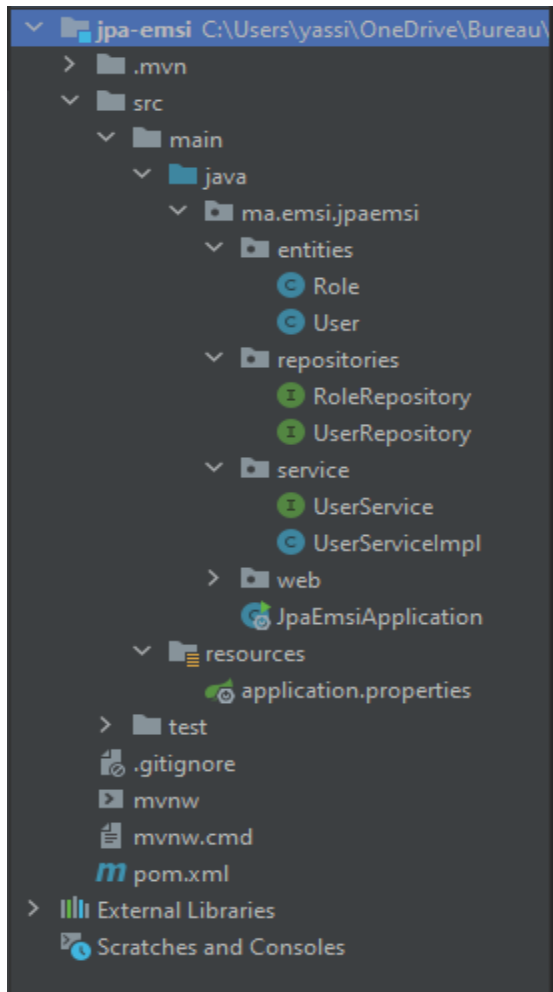 jpa-emsi C:\Users\yassi\OneDrive\Bureau\
.mvn
src
main
java
ma.emsi.jpaemsi
entities
Role
User
repositories
RoleRepository
UserRepository
service
UserService
UserServiceImpl
web
JpaEmsiApplication
resources
application.properties
test
.gitignore
mvnw
mvnw.cmd
pom.xml
External Libraries
Scratches and Consoles